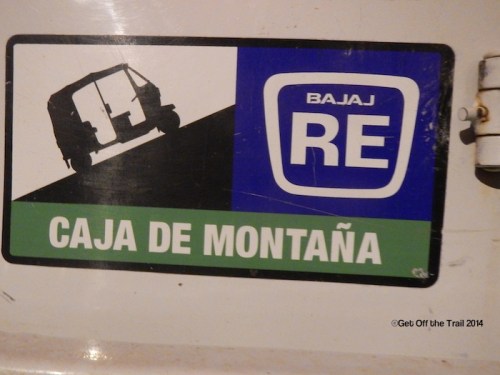 BAJAJ
RE
CAJA DE MONTAÑA
©Get Off the Trail 2014